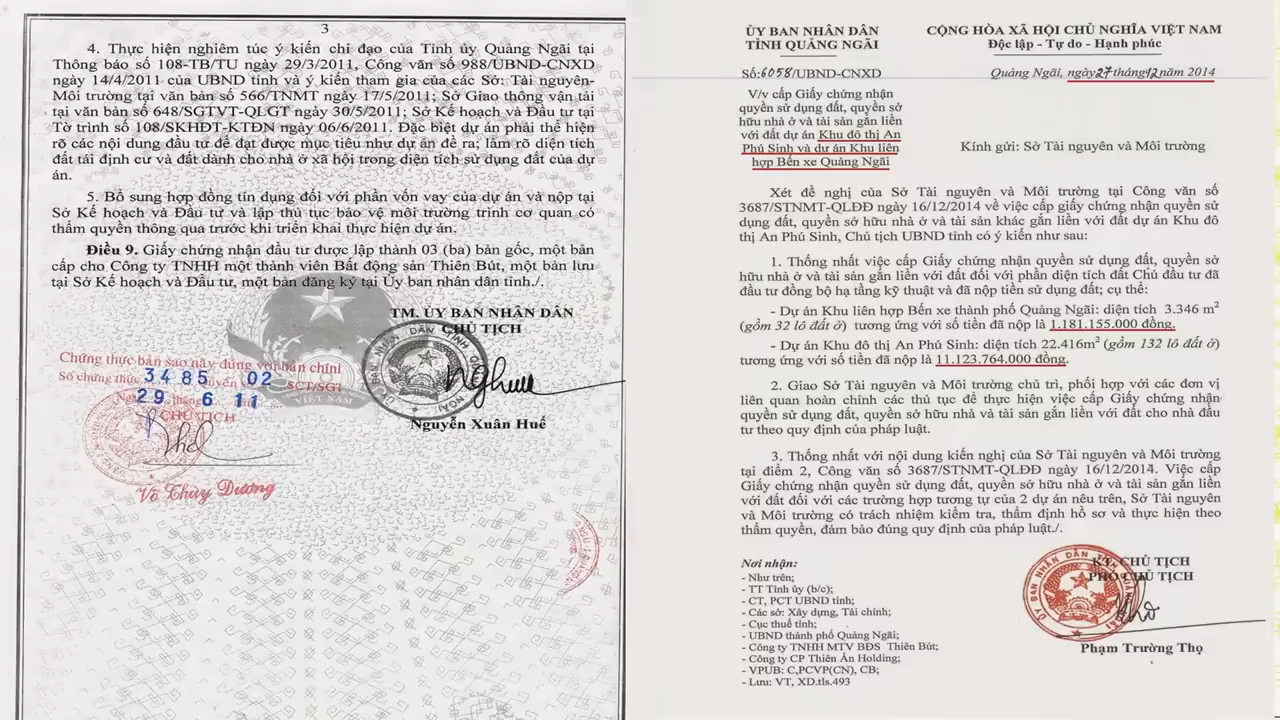 3
4. Thực hiện nghiêm túc ý kiến chỉ đạo của Tỉnh ủy Quảng Ngãi tại
Thông báo số 108-TB/TU ngày 29/3/2011, Công văn số 988/UBND-CNXD
ngày 14/4/2011 của UBND tỉnh và ý kiến tham gia của các Sở: Tài nguyên-
Môi trường tại văn bản số 566/TNMT ngày 17/5/2011; Sở Giao thông vận tải
tại văn bản số 648/SGTVT-QLGT ngày 30/5/2011; Sở Kế hoạch và Đầu tư tại
Tờ trình số 108/SKHĐT-KTĐN ngày 06/6/2011. Đặc biệt dự án phải thể hiện
rõ các nội dung đầu tư để đạt được mục tiêu như dự án đề ra; làm rõ diện tích
đất tái định cư và đất dành cho nhà ở xã hội trong diện tích sử dụng đất của dự
án.
5. Bổ sung hợp đồng tín dụng đối với phần vốn vay của dự án và nộp tại
Sở Kế hoạch và Đầu tư và lập thủ tục bảo vệ môi trường trình cơ quan có
thẩm quyền thông qua trước khi triển khai thực hiện dự án.
Điều 9. Giấy chứng nhận đầu tư được lập thành 03 (ba) bản gốc, một bản
cấp cho Công ty TNHH một thành viên Bất động sản Thiên Bút, một bản lưu
tại Sở Kế hoạch và Đầu tư, một bản đăng ký tại Ủy ban nhân dân tỉnh./.
TM. ỦY BAN NHÂN DÂN
CHỦ TỊCH
Chứng thực bản sao này đúng với bản chính
Số chứng thực 3485 Quyển 02 SCT/SGT
29 6 11
CHỦ TỊCH
VIỆT NAM
Nguyễn Xuân Huế
Võ Thùy Dương
ỦY BAN NHÂN DÂN
TỈNH QUẢNG NGÃI
Số:6058/UBND-CNXD
V/v cấp Giấy chứng nhận
quyền sử dụng đất, quyền sở
hữu nhà ở và tài sản gắn liền
với đất dự án Khu đô thị An
Phú Sinh và dự án Khu liên
hợp Bến xe Quảng Ngãi
CỘNG HÒA XÃ HỘI CHỦ NGHĨA VIỆT NAM
Độc lập - Tự do - Hạnh phúc
Quảng Ngãi, ngày 27 tháng 12 năm 2014
Kính gửi: Sở Tài nguyên và Môi trường
Xét đề nghị của Sở Tài nguyên và Môi trường tại Công văn số
3687/STNMT-QLĐĐ ngày 16/12/2014 về việc cấp giấy chứng nhận quyền sử
dụng đất, quyền sở hữu nhà ở và tài sản khác gắn liền với đất dự án Khu đô
thị An Phú Sinh, Chủ tịch UBND tỉnh có ý kiến như sau:
1. Thống nhất việc cấp Giấy chứng nhận quyền sử dụng đất, quyền sở
hữu nhà ở và tài sản gắn liền với đất đối với phần diện tích đất Chủ đầu tư đã
đầu tư đồng bộ hạ tầng kỹ thuật và đã nộp tiền sử dụng đất; cụ thể:
- Dự án Khu liên hợp Bến xe thành phố Quảng Ngãi: diện tích 3.346 m²
(gồm 32 lô đất ở) tương ứng với số tiền đã nộp là 1.181.155.000 đồng.
- Dự án Khu đô thị An Phú Sinh: diện tích 22.416m² (gồm 132 lô đất ở)
tương ứng với số tiền đã nộp là 11.123.764.000 đồng.
2. Giao Sở Tài nguyên và Môi trường chủ trì, phối hợp với các đơn vị
liên quan hoàn chỉnh các thủ tục để thực hiện việc cấp Giấy chứng nhận
quyền sử dụng đất, quyền sở hữu nhà ở và tài sản gắn liền với đất cho nhà đầu
tư theo quy định của pháp luật.
3. Thống nhất với nội dung kiến nghị của Sở Tài nguyên và Môi trường
tại điểm 2, Công văn số 3687/STNMT-QLĐĐ ngày 16/12/2014. Việc cấp
Giấy chứng nhận quyền sử dụng đất, quyền sở hữu nhà ở và tài sản gắn liền
với đất đối với các trường hợp tương tự của 2 dự án nêu trên, Sở Tài nguyên
và Môi trường có trách nhiệm kiểm tra, thẩm định hồ sơ và thực hiện theo
thẩm quyền, đảm bảo đúng quy định của pháp luật./.
Nơi nhận:
- Như trên;
- TT Tỉnh ủy (b/c);
- CT, PCT UBND tỉnh;
- Các sở: Xây dựng, Tài chính;
- Cục thuế tỉnh;
- UBND thành phố Quảng Ngãi;
- Công ty TNHH MTV BĐS Thiên Bút;
- Công ty CP Thiên Ấn Holding;
- VPUB: C,PCVP(CN), CB;
- Lưu: VT, XD.tls.493
KT. CHỦ TỊCH
PHÓ CHỦ TỊCH
Phạm Trường Thọ